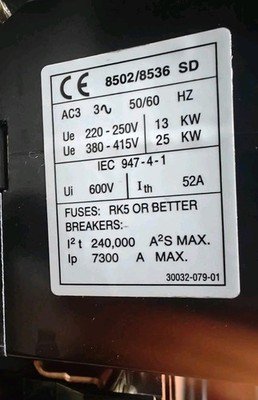 CE 8502/8536 SD
AC3 3∿ 50/60 HZ
Ue 220-250V 13 KW
Ue 380-415V 25 KW
IEC 947-4-1
Ui 600V Ith 52A
FUSES: RK5 OR BETTER
BREAKERS:
I²t 240,000 A²S MAX.
Ip 7300 A MAX.
30032-079-01